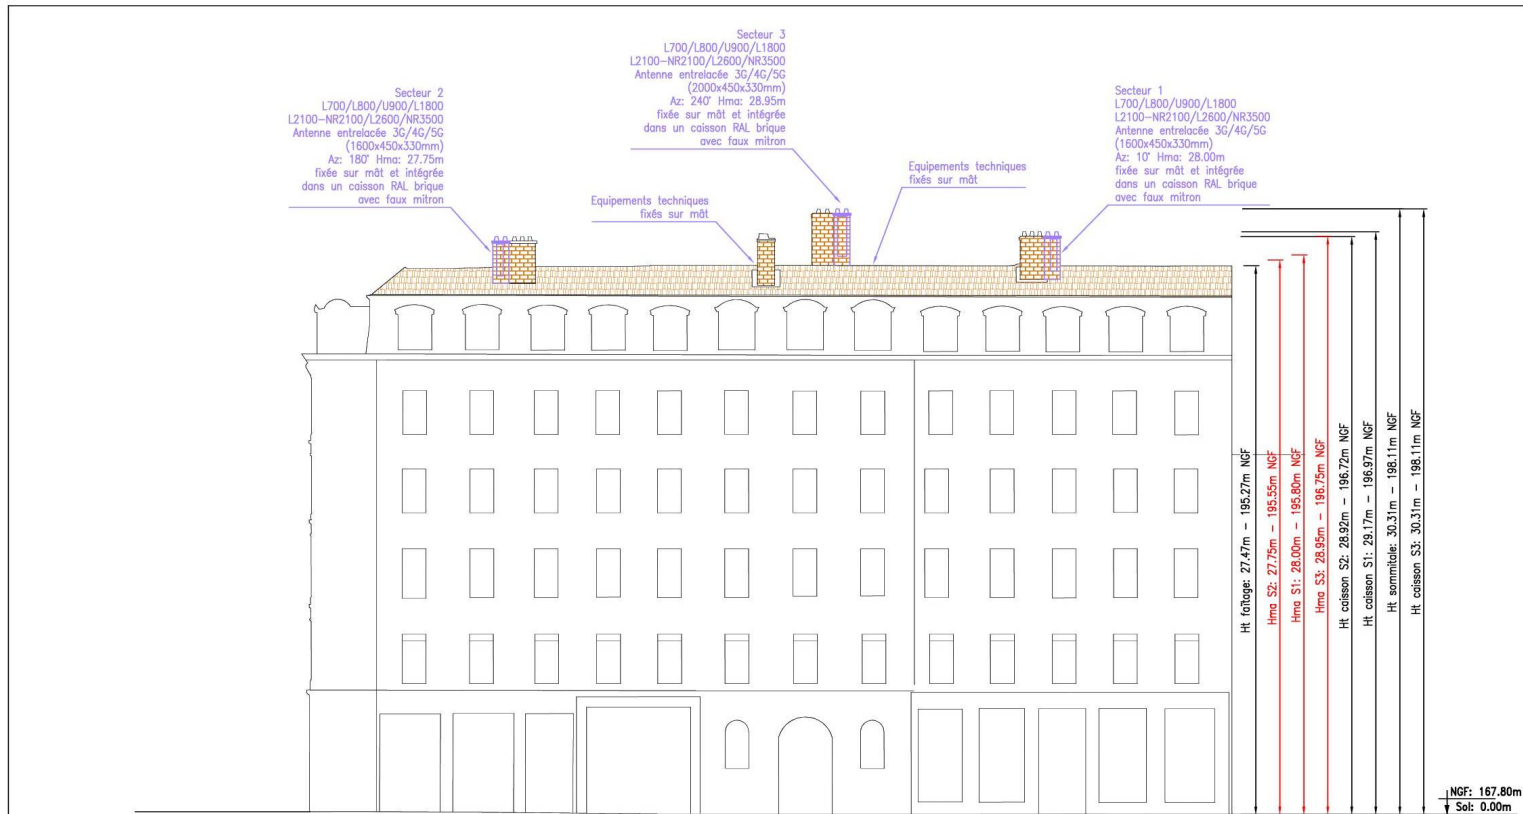 Secteur 3
L700/L800/U900/L1800
L2100-NR2100/L2600/NR3500
Antenne entrelacée 3G/4G/5G
(2000x450x330mm)
Az: 240° Hma: 28.95m
fixée sur mât et intégrée
dans un caisson RAL brique
avec faux mitron
Secteur 2
L700/L800/U900/L1800
L2100-NR2100/L2600/NR3500
Antenne entrelacée 3G/4G/5G
(1600x450x330mm)
Az: 180° Hma: 27.75m
fixée sur mât et intégrée
dans un caisson RAL brique
avec faux mitron
Secteur 1
L700/L800/U900/L1800
L2100-NR2100/L2600/NR3500
Antenne entrelacée 3G/4G/5G
(1600x450x330mm)
Az: 10° Hma: 28.00m
fixée sur mât et intégrée
dans un caisson RAL brique
avec faux mitron
Equipements techniques
fixés sur mât
Equipements techniques
fixés sur mât
Ht faîtage: 27.47m - 195.27m NGF
Hma S2: 27.75m - 195.55m NGF
Hma S1: 28.00m - 195.80m NGF
Hma S3: 28.95m - 196.75m NGF
Ht caisson S2: 28.92m - 196.72m NGF
Ht caisson S1: 29.17m - 196.97m NGF
Ht sommitale: 30.31m - 198.11m NGF
Ht caisson S3: 30.31m - 198.11m NGF
NGF: 167.80m
Sol: 0.00m